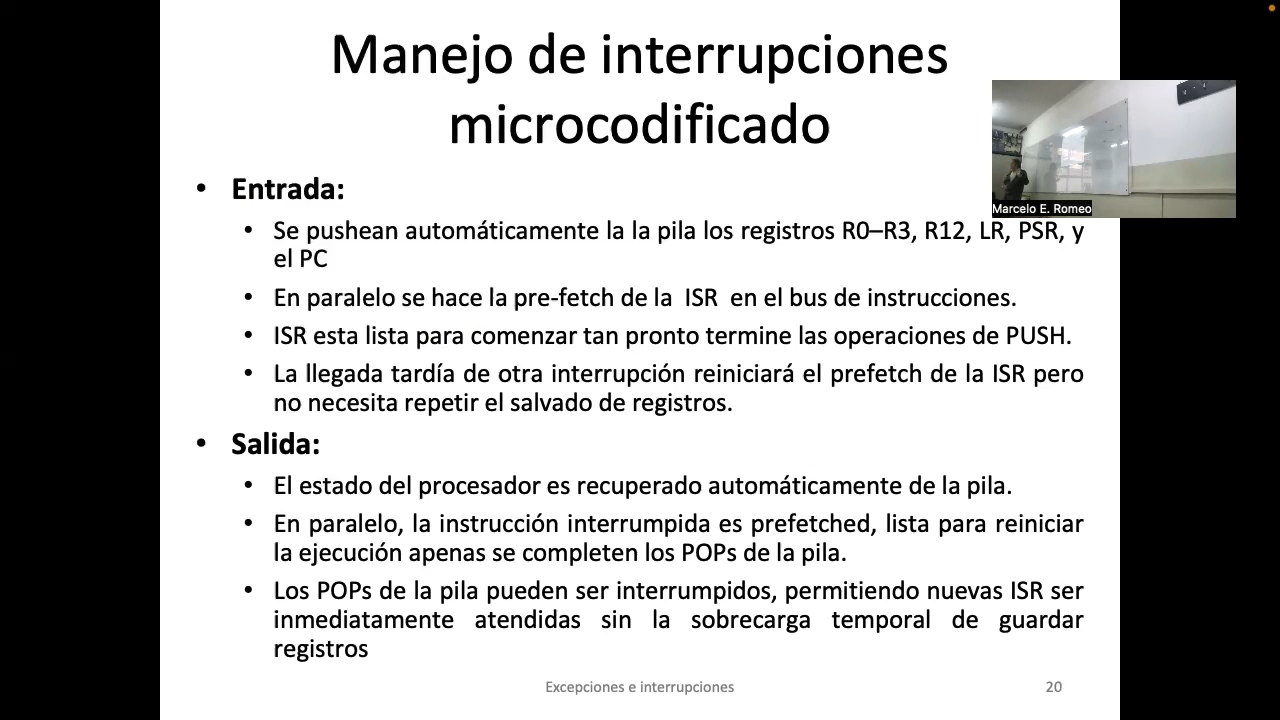 Manejo de interrupciones
microcodificado
Marcelo E. Romeo
• Entrada:
• Se pushean automáticamente la la pila los registros R0–R3, R12, LR, PSR, y
el PC
• En paralelo se hace la pre-fetch de la ISR en el bus de instrucciones.
• ISR esta lista para comenzar tan pronto termine las operaciones de PUSH.
• La llegada tardía de otra interrupción reiniciará el prefetch de la ISR pero
no necesita repetir el salvado de registros.
• Salida:
• El estado del procesador es recuperado automáticamente de la pila.
• En paralelo, la instrucción interrumpida es prefetched, lista para reiniciar
la ejecución apenas se completen los POPs de la pila.
• Los POPs de la pila pueden ser interrumpidos, permitiendo nuevas ISR ser
inmediatamente atendidas sin la sobrecarga temporal de guardar
registros
Excepciones e interrupciones
20